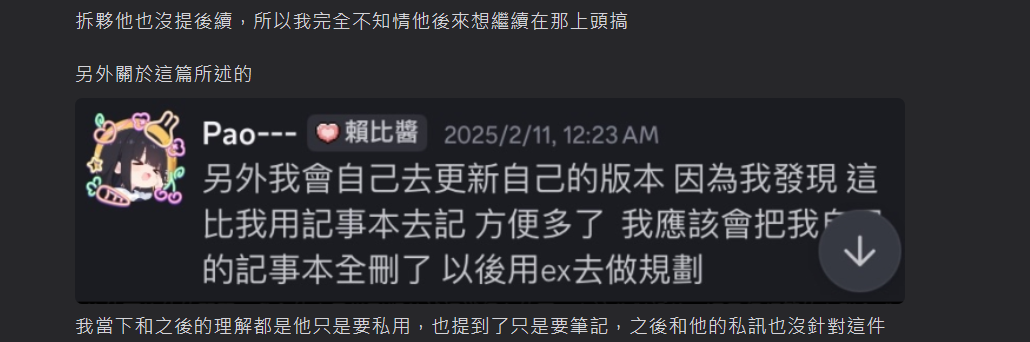 拆夥他也沒提後續，所以我完全不知情他後來想繼續在那上頭搞
另外關於這篇所述的
Pao--- 賴比醬 2025/2/11, 12:23 AM
另外我會自己去更新自己的版本 因為我發現 這
比我用記事本去記 方便多了 我應該會把我自
的記事本全刪了 以後用ex去做規劃
我當下和之後的理解都是他只是要私用，也提到了只是要筆記，之後和他的私訊也沒針對這件